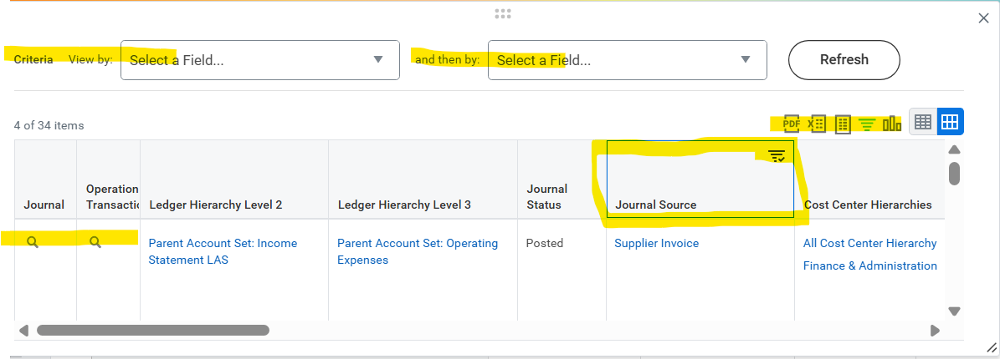 Criteria View by: Select a Field... and then by: Select a Field... Refresh
4 of 34 items PDF X
Journal Operation Transactic Ledger Hierarchy Level 2 Ledger Hierarchy Level 3 Journal Status Journal Source Cost Center Hierarchies
Parent Account Set: Income Statement LAS Parent Account Set: Operating Expenses Posted Supplier Invoice All Cost Center Hierarchy
Finance & Administration